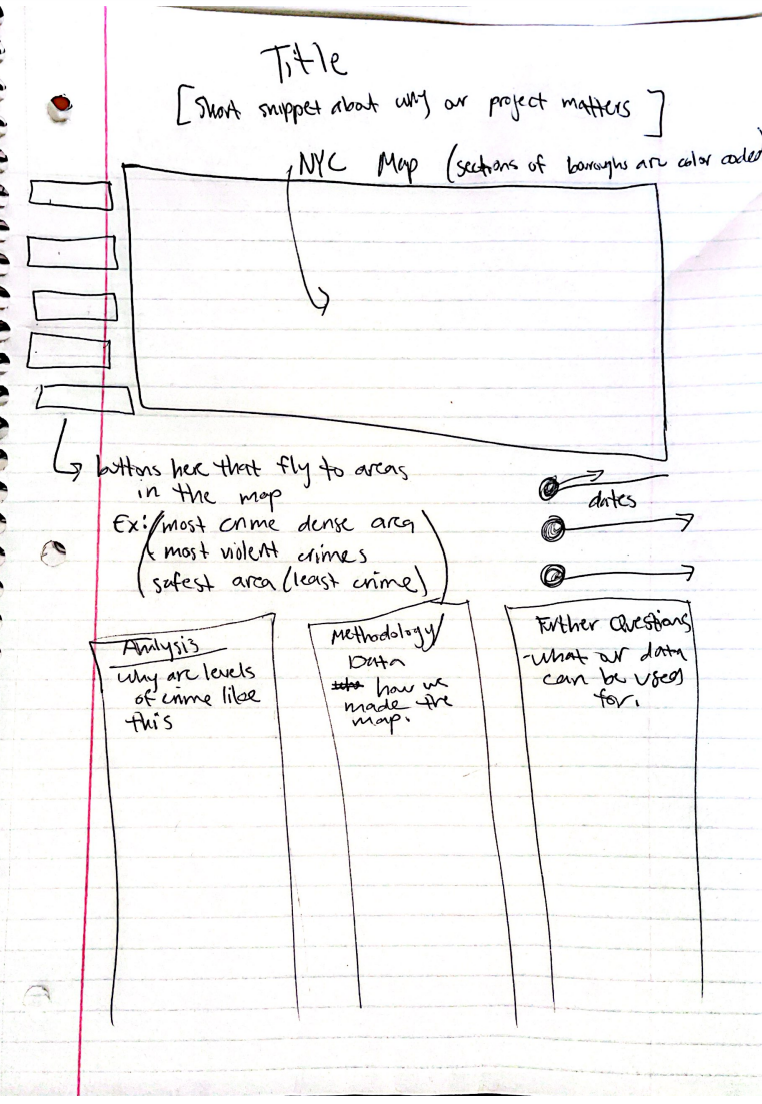 Title
[Short snippet about why our project matters]
NYC Map (sections of boroughs are color coded
buttons here that fly to areas
in the map
Ex: (most crime dense area
most violent crimes
safest area (least crime))
dates
Analysis
why are levels
of crime like
this
Methodology/
Data
how we
made the
map.
Further Questions
-what our data
can be used
for.